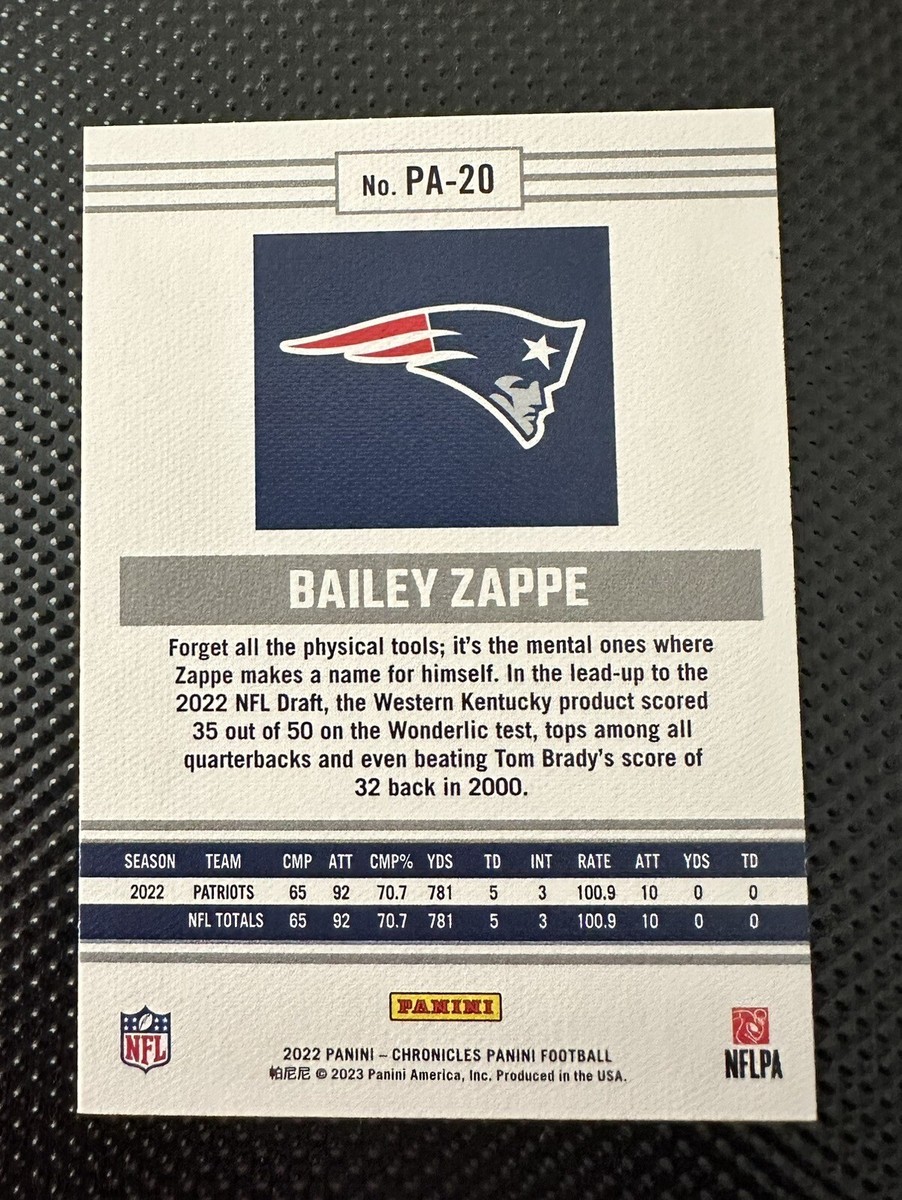 No. PA-20
BAILEY ZAPPE
Forget all the physical tools; it's the mental ones where
Zappe makes a name for himself. In the lead-up to the
2022 NFL Draft, the Western Kentucky product scored
35 out of 50 on the Wonderlic test, tops among all
quarterbacks and even beating Tom Brady's score of
32 back in 2000.
SEASON TEAM CMP ATT CMP% YDS TD INT RATE ATT YDS TD
2022 PATRIOTS 65 92 70.7 781 5 3 100.9 10 0 0
NFL TOTALS 65 92 70.7 781 5 3 100.9 10 0 0
PANINI
NFL
2022 PANINI – CHRONICLES PANINI FOOTBALL
帕尼尼 © 2023 Panini America, Inc. Produced in the USA.
NFLPA